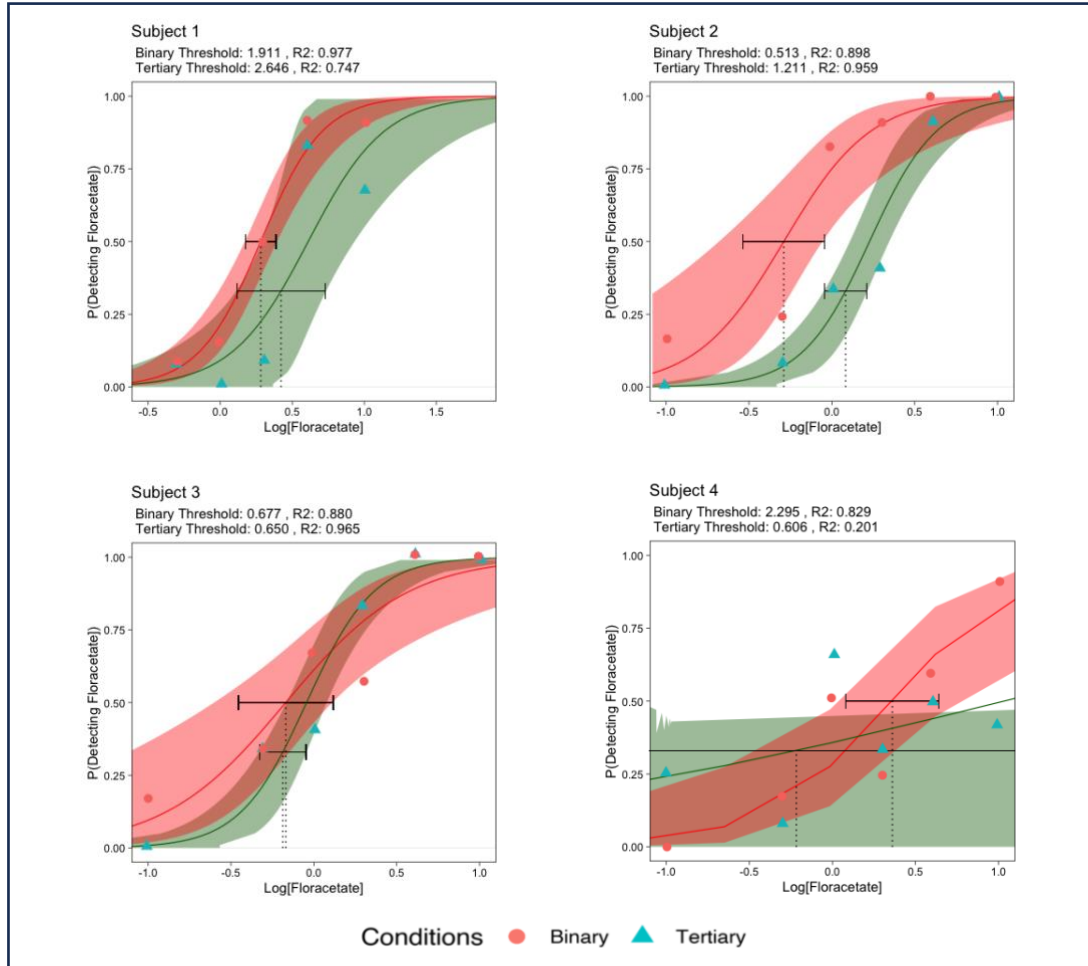 Subject 1
Binary Threshold: 1.911 , R2: 0.977
Tertiary Threshold: 2.646 , R2: 0.747
1.00
0.75
0.50
0.25
0.00
P(Detecting Floracetate])
-0.5 0.0 0.5 1.0 1.5
Log[Floracetate]
Subject 2
Binary Threshold: 0.513 , R2: 0.898
Tertiary Threshold: 1.211 , R2: 0.959
1.00
0.75
0.50
0.25
0.00
P(Detecting Floracetate])
-1.0 -0.5 0.0 0.5 1.0
Log[Floracetate]
Subject 3
Binary Threshold: 0.677 , R2: 0.880
Tertiary Threshold: 0.650 , R2: 0.965
1.00
0.75
0.50
0.25
0.00
P(Detecting Floracetate])
-1.0 -0.5 0.0 0.5 1.0
Log[Floracetate]
Subject 4
Binary Threshold: 2.295 , R2: 0.829
Tertiary Threshold: 0.606 , R2: 0.201
1.00
0.75
0.50
0.25
0.00
P(Detecting Floracetate])
-1.0 -0.5 0.0 0.5 1.0
Log[Floracetate]
Conditions Binary Tertiary